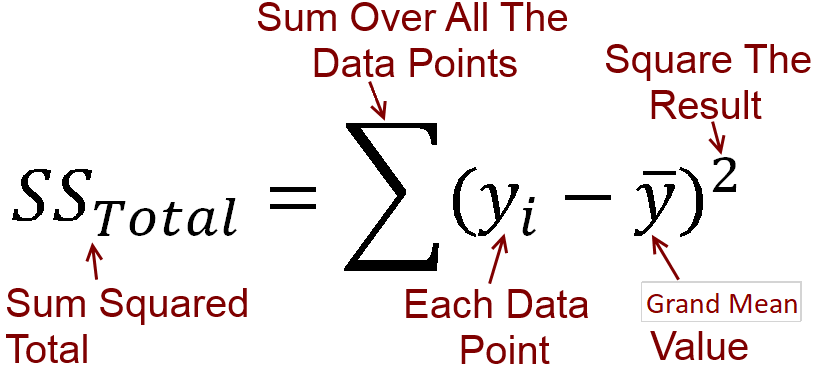 Sum Over All The
Data Points
Square The
Result
SS_Total = ∑(y_i − ȳ)²
Sum Squared
Total
Each Data
Point
Grand Mean
Value